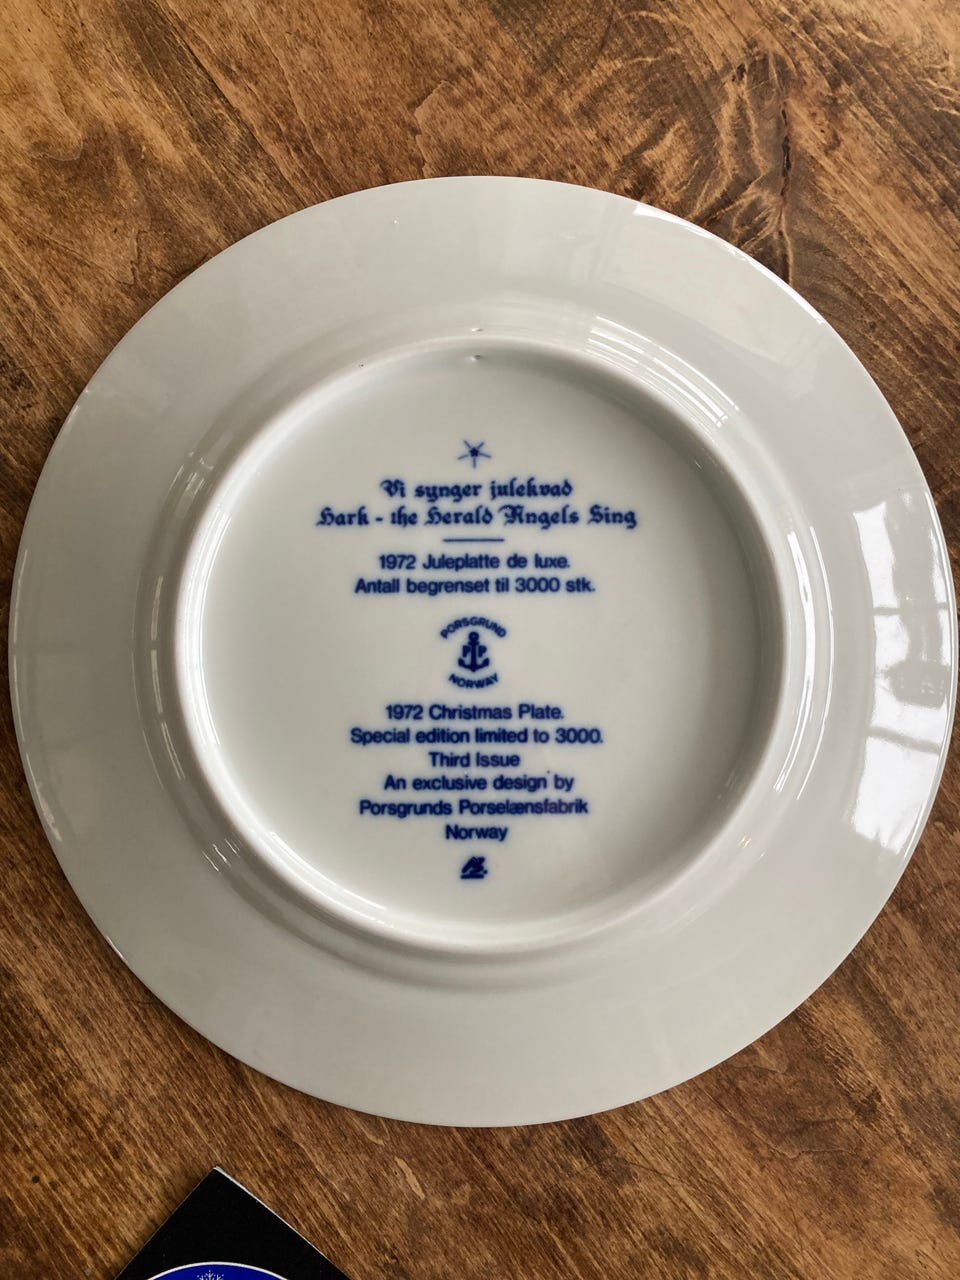 Vi synger julekvad
Hark - the Herald Angels Sing
1972 Juleplatte de luxe.
Antall begrenset til 3000 stk.
PORSGRUND
P P
NORWAY
1972 Christmas Plate.
Special edition limited to 3000.
Third Issue
An exclusive design by
Porsgrunds Porselænsfabrik
Norway